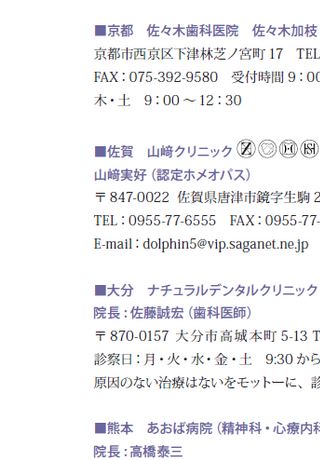 ■京都　佐々木歯科医院　佐々木加枝
京都市西京区下津林芝ノ宮町 17　TEL
FAX：075-392-9580　受付時間 9：00
木・土　9：00 ～ 12：30
■佐賀　山﨑クリニック
山﨑実好（認定ホメオパス）
〒 847-0022  佐賀県唐津市鏡字生駒 2
TEL：0955-77-6555　FAX：0955-77-
E-mail：dolphin5@vip.saganet.ne.jp
■大分　ナチュラルデンタルクリニック
院長：佐藤誠宏（歯科医師）
〒 870-0157  大分市高城本町 5-13 T
診察日：月・火・水・金・土　9:30 から
原因のない治療はないをモットーに、診
■熊本　あおば病院（精神科・心療内科
院長：高橋泰三